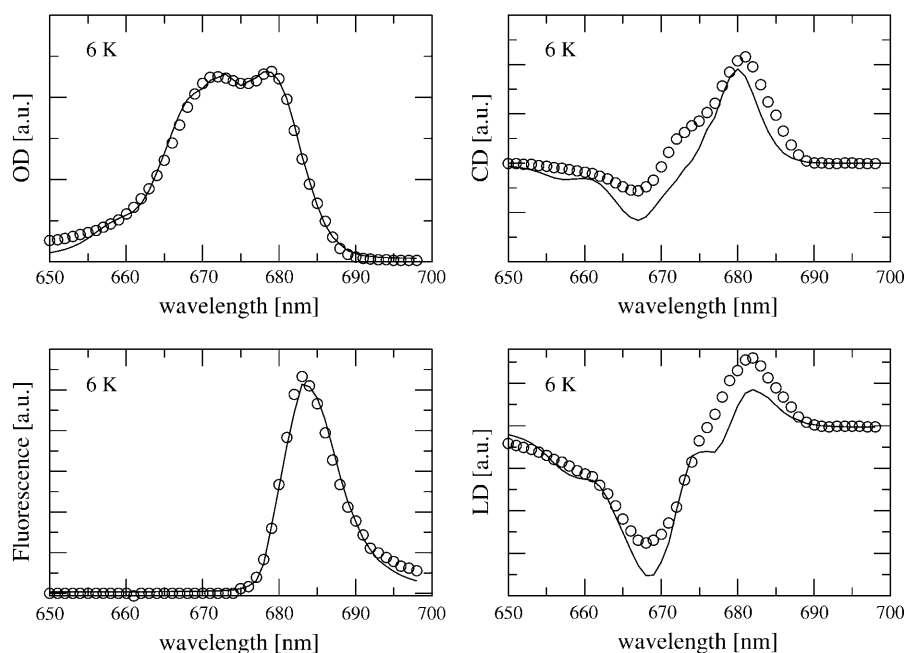 6 K
OD [a.u.]
650 660 670 680 690 700
wavelength [nm]
6 K
CD [a.u.]
650 660 670 680 690 700
wavelength [nm]
6 K
Fluorescence [a.u.]
650 660 670 680 690 700
wavelength [nm]
6 K
LD [a.u.]
650 660 670 680 690 700
wavelength [nm]